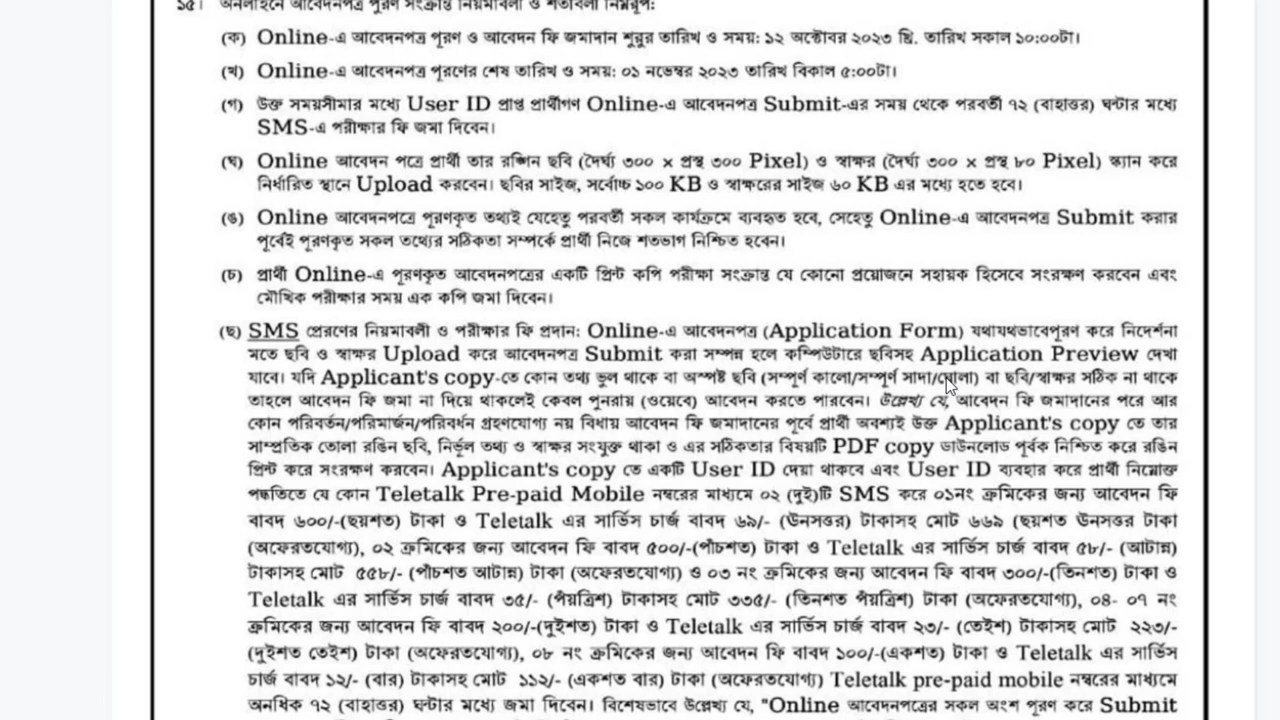 ১৫। অনলাইনে আবেদনপত্র পূরণ সংক্রান্ত নিয়মাবলী ও শর্তাবলী নিম্নরূপ:
(ক) Online-এ আবেদনপত্র পূরণ ও আবেদন ফি জমাদান শুরুর তারিখ ও সময়: ১২ অক্টোবর ২০২৩ খ্রি. তারিখ সকাল ১০:০০টা।
(খ) Online-এ আবেদনপত্র পূরণের শেষ তারিখ ও সময়: ০১ নভেম্বর ২০২৩ তারিখ বিকাল ৫:০০টা।
(গ) উক্ত সময়সীমার মধ্যে User ID প্রাপ্ত প্রার্থীগণ Online-এ আবেদনপত্র Submit-এর সময় থেকে পরবর্তী ৭২ (বাহাত্তর) ঘন্টার মধ্যে
SMS-এ পরীক্ষার ফি জমা দিবেন।
(ঘ) Online আবেদন পত্রে প্রার্থী তার রঙ্গিন ছবি (দৈর্ঘ্য ৩০০ × প্রস্থ ৩০০ Pixel) ও স্বাক্ষর (দৈর্ঘ্য ৩০০ × প্রস্থ ৮০ Pixel) স্ক্যান করে
নির্ধারিত স্থানে Upload করবেন। ছবির সাইজ, সর্বোচ্চ ১০০ KB ও স্বাক্ষরের সাইজ ৬০ KB এর মধ্যে হতে হবে।
(ঙ) Online আবেদনপত্রে পূরণকৃত তথ্যই যেহেতু পরবর্তী সকল কার্যক্রমে ব্যবহৃত হবে, সেহেতু Online-এ আবেদনপত্র Submit করার
পূর্বেই পূরণকৃত সকল তথ্যের সঠিকতা সম্পর্কে প্রার্থী নিজে শতভাগ নিশ্চিত হবেন।
(চ) প্রার্থী Online-এ পূরণকৃত আবেদনপত্রের একটি প্রিন্ট কপি পরীক্ষা সংক্রান্ত যে কোনো প্রয়োজনে সহায়ক হিসেবে সংরক্ষণ করবেন এবং
মৌখিক পরীক্ষার সময় এক কপি জমা দিবেন।
(ছ) SMS প্রেরণের নিয়মাবলী ও পরীক্ষার ফি প্রদান: Online-এ আবেদনপত্র (Application Form) যথাযথভাবেপূরণ করে নিদের্শনা
মতে ছবি ও স্বাক্ষর Upload করে আবেদনপত্র Submit করা সম্পন্ন হলে কম্পিউটারে ছবিসহ Application Preview দেখা
যাবে। যদি Applicant's copy-তে কোন তথ্য ভুল থাকে বা অস্পষ্ট ছবি (সম্পূর্ণ কালো/সম্পূর্ণ সাদা/ঘোলা) বা ছবি/স্বাক্ষর সঠিক না থাকে
তাহলে আবেদন ফি জমা না দিয়ে থাকলেই কেবল পুনরায় (ওয়েবে) আবেদন করতে পারবেন। উল্লেখ্য যে, আবেদন ফি জমাদানের পরে আর
কোন পরিবর্তন/পরিমার্জন/পরিবর্ধন গ্রহণযোগ্য নয় বিধায় আবেদন ফি জমাদানের পূর্বে প্রার্থী অবশ্যই উক্ত Applicant's copy তে তার
সাম্প্রতিক তোলা রঙিন ছবি, নির্ভূল তথ্য ও স্বাক্ষর সংযুক্ত থাকা ও এর সঠিকতার বিষয়টি PDF copy ডাউনলোড পূর্বক নিশ্চিত করে রঙিন
প্রিন্ট করে সংরক্ষণ করবেন। Applicant's copy তে একটি User ID দেয়া থাকবে এবং User ID ব্যবহার করে প্রার্থী নিম্নোক্ত
পদ্ধতিতে যে কোন Teletalk Pre-paid Mobile নম্বরের মাধ্যমে ০২ (দুই)টি SMS করে ০১নং ক্রমিকের জন্য আবেদন ফি
বাবদ ৬০০/-(ছয়শত) টাকা ও Teletalk এর সার্ভিস চার্জ বাবদ ৬৯/- (ঊনসত্তর) টাকাসহ মোট ৬৬৯ (ছয়শত ঊনসত্তর টাকা
(অফেরতযোগ্য), ০২ ক্রমিকের জন্য আবেদন ফি বাবদ ৫০০/-(পাঁচশত) টাকা ও Teletalk এর সার্ভিস চার্জ বাবদ ৫৮/- (আটান্ন)
টাকাসহ মোট ৫৫৮/- (পাঁচশত আটান্ন) টাকা (অফেরতযোগ্য) ও ০৩ নং ক্রমিকের জন্য আবেদন ফি বাবদ ৩০০/-(তিনশত) টাকা ও
Teletalk এর সার্ভিস চার্জ বাবদ ৩৫/- (পঁয়ত্রিশ) টাকাসহ মোট ৩৩৫/- (তিনশত পঁয়ত্রিশ) টাকা (অফেরতযোগ্য), ০৪- ০৭ নং
ক্রমিকের জন্য আবেদন ফি বাবদ ২০০/-(দুইশত) টাকা ও Teletalk এর সার্ভিস চার্জ বাবদ ২৩/- (তেইশ) টাকাসহ মোট ২২৩/-
(দুইশত তেইশ) টাকা (অফেরতযোগ্য), ০৮ নং ক্রমিকের জন্য আবেদন ফি বাবদ ১০০/-(একশত) টাকা ও Teletalk এর সার্ভিস
চার্জ বাবদ ১২/- (বার) টাকাসহ মোট ১১২/- (একশত বার) টাকা (অফেরতযোগ্য) Teletalk pre-paid mobile নম্বরের মাধ্যমে
অনধিক ৭২ (বাহাত্তর) ঘণ্টার মধ্যে জমা দিবেন। বিশেষভাবে উল্লেখ্য যে, "Online আবেদনপত্রের সকল অংশ পূরণ করে Submit